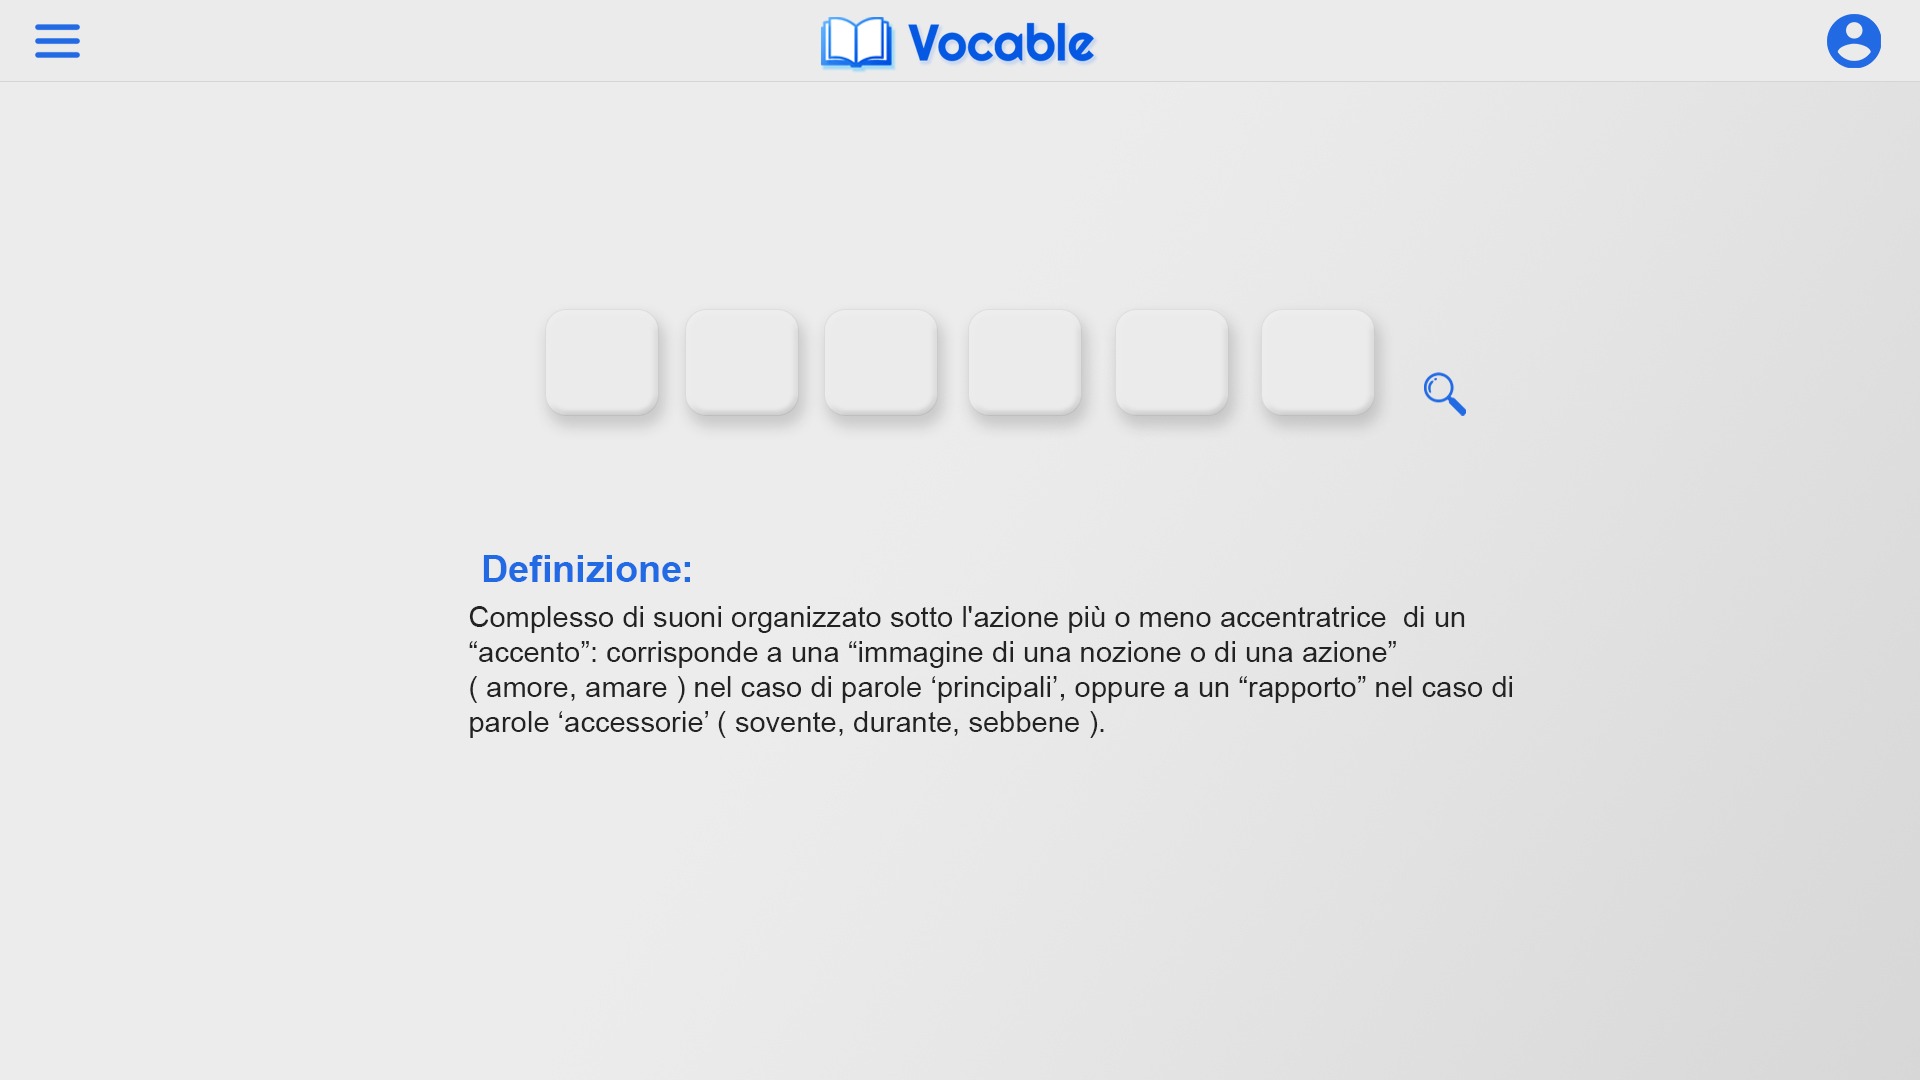 Vocable
Definizione:
Complesso di suoni organizzato sotto l'azione più o meno accentratrice  di un
“accento”: corrisponde a una “immagine di una nozione o di una azione”
( amore, amare ) nel caso di parole ‘principali’, oppure a un “rapporto” nel caso di
parole ‘accessorie’ ( sovente, durante, sebbene ).